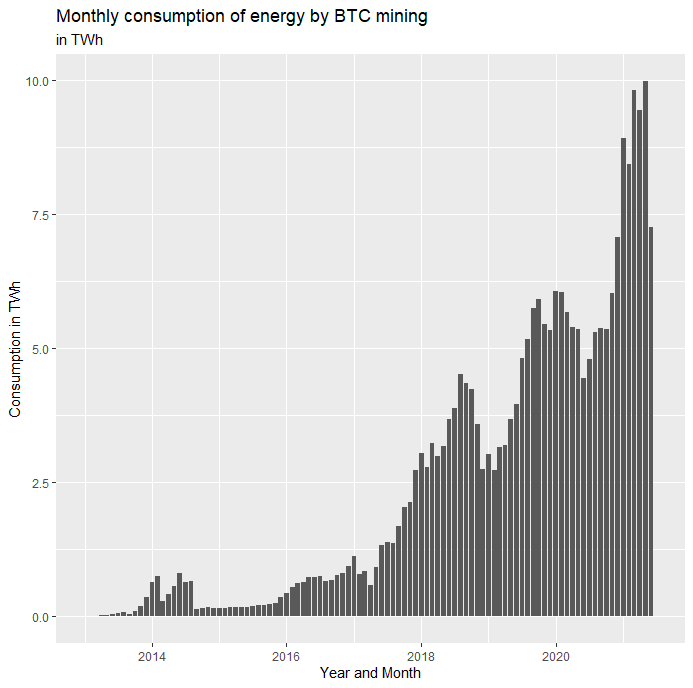 Monthly consumption of energy by BTC mining
in TWh
10.0
7.5
5.0
2.5
0.0
Consumption in TWh
2014
2016
2018
2020
Year and Month